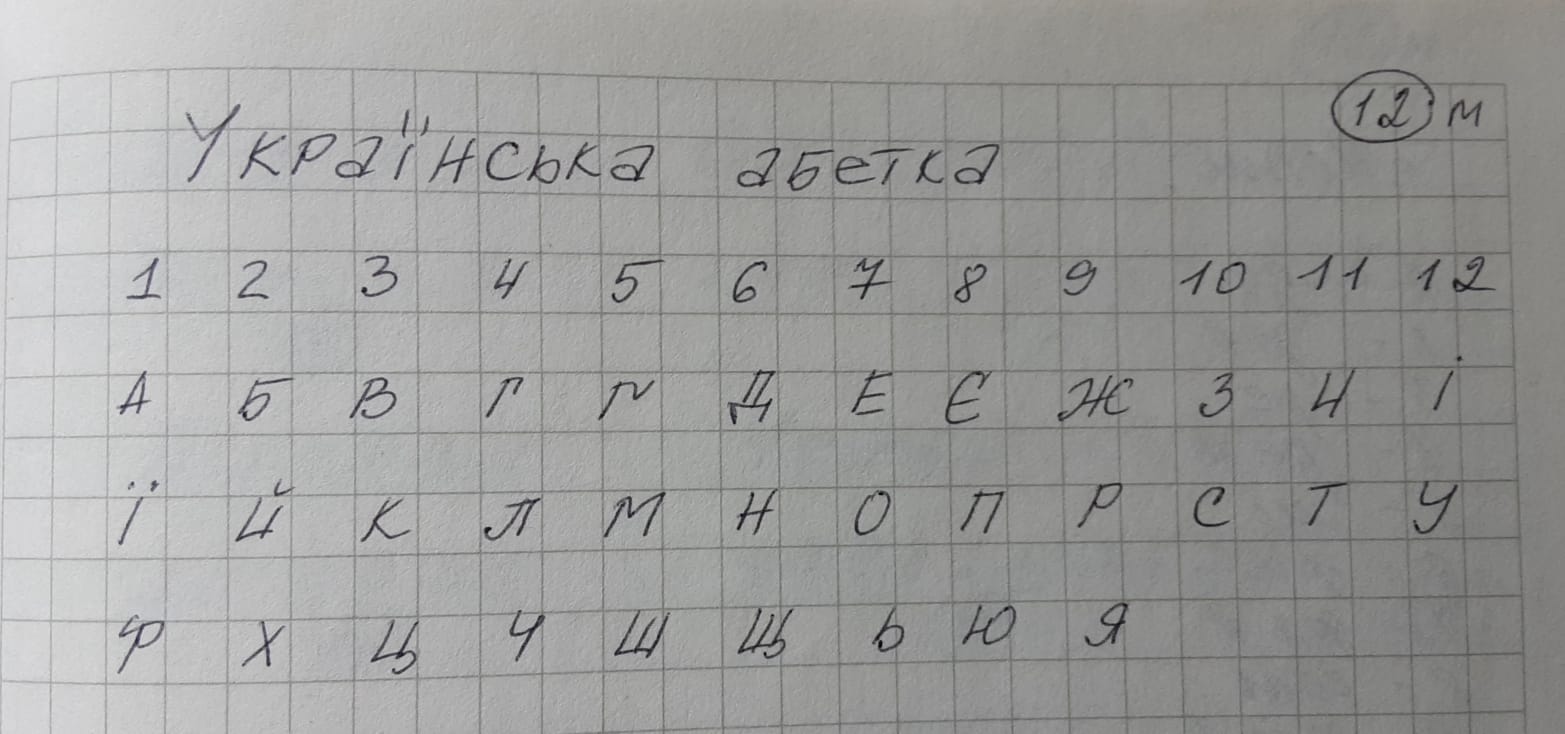 12 м
Українська абетка
1 2 3 4 5 6 7 8 9 10 11 12
А Б В Г Ґ Д Е Є Ж З И І
Ї Й К Л М Н О П Р С Т У
Ф Х Ц Ч Ш Щ Ь Ю Я